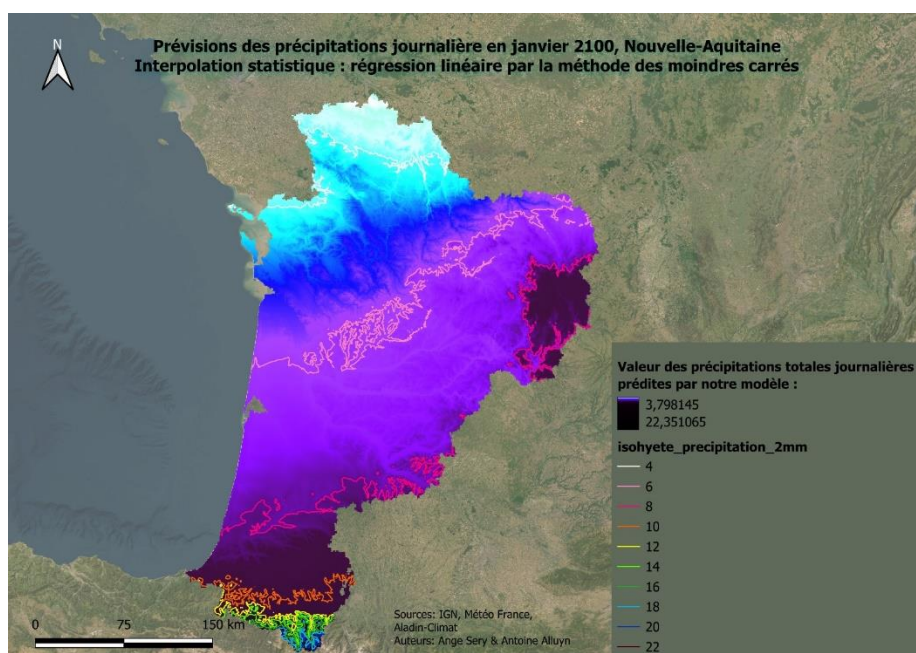 Prévisions des précipitations journalière en janvier 2100, Nouvelle-Aquitaine
Interpolation statistique : régression linéaire par la méthode des moindres carrés
N
Valeur des précipitations totales journalières
prédites par notre modèle :
3,798145
22,351065
isohyete_precipitation_2mm
4
6
8
10
12
14
16
18
20
22
Sources: IGN, Météo France,
Aladin-Climat
Auteurs: Ange Sery & Antoine Alluyn
0 75 150 km